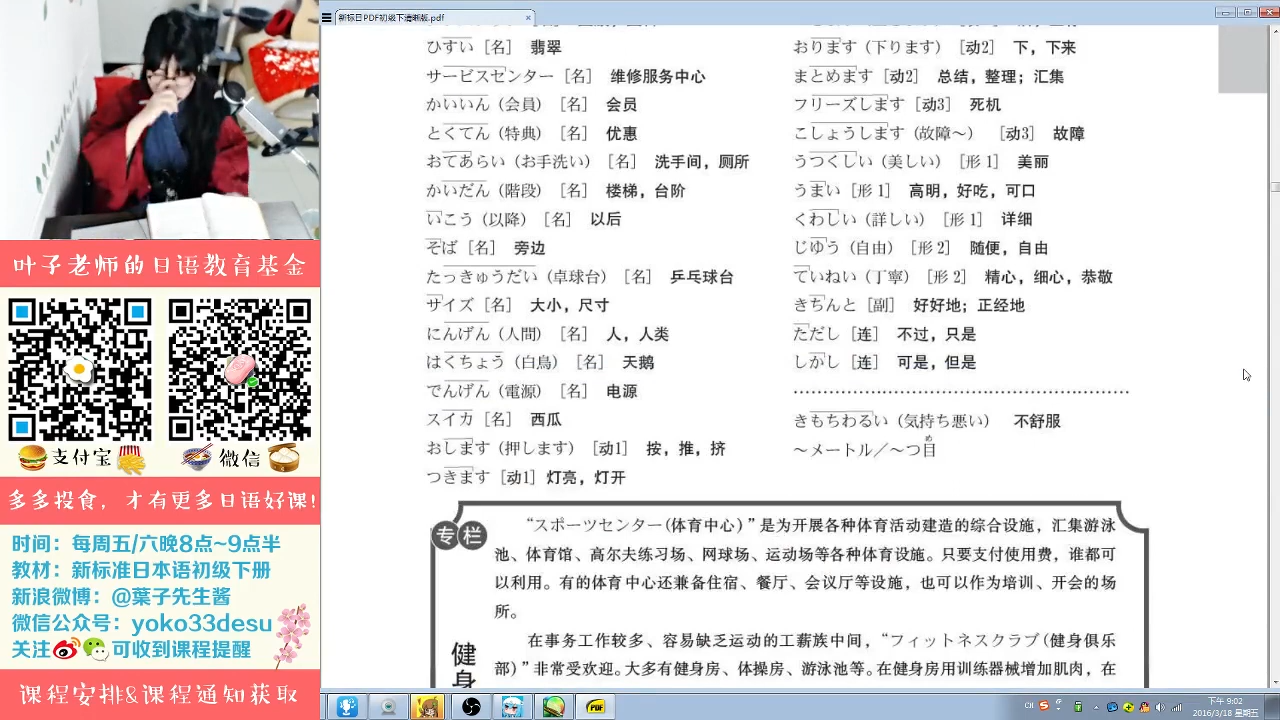 新标日PDF初级下清晰版.pdf
ひすい［名］ 翡翠
サービスセンター［名］ 维修服务中心
かいいん（会員）［名］ 会员
とくてん（特典）［名］ 优惠
おてあらい（お手洗い）［名］ 洗手间，厕所
かいだん（階段）［名］ 楼梯，台阶
いこう（以降）［名］ 以后
そば［名］ 旁边
たっきゅうだい（卓球台）［名］ 乒乓球台
サイズ［名］ 大小，尺寸
にんげん（人間）［名］ 人，人类
はくちょう（白鳥）［名］ 天鹅
でんげん（電源）［名］ 电源
スイカ［名］ 西瓜
おします（押します）［动1］ 按，推，挤
つきます［动1］灯亮，灯开
おります（下ります）［动2］ 下，下来
まとめます［动2］ 总结，整理；汇集
フリーズします［动3］ 死机
こしょうします（故障～）［动3］ 故障
うつくしい（美しい）［形1］ 美丽
うまい［形1］ 高明，好吃，可口
くわしい（詳しい）［形1］ 详细
じゆう（自由）［形2］ 随便，自由
ていねい（丁寧）［形2］ 精心，细心，恭敬
きちんと［副］ 好好地；正经地
ただし［连］ 不过，只是
しかし［连］ 可是，但是
きもちわるい（気持ち悪い） 不舒服
め
～メートル／～つ目
专栏
“スポーツセンター(体育中心)”是为开展各种体育活动建造的综合设施，汇集游泳
池、体育馆、高尔夫练习场、网球场、运动场等各种体育设施。只要支付使用费，谁都可
以利用。有的体育中心还兼备住宿、餐厅、会议厅等设施，也可以作为培训、开会的场
所。
在事务工作较多、容易缺乏运动的工薪族中间，“フィットネスクラブ(健身俱乐
部)”非常受欢迎。大多有健身房、体操房、游泳池等。在健身房用训练器械增加肌肉，在
健身
叶子老师的日语教育基金
支付宝
微信
多多投食，才有更多日语好课!
时间：每周五/六晚8点~9点半
教材：新标准日本语初级下册
新浪微博：@葉子先生酱
微信公众号：yoko33desu
关注 可收到课程提醒
课程安排&课程通知获取
PDF
CH
下午 9:02
2016/3/18 星期五